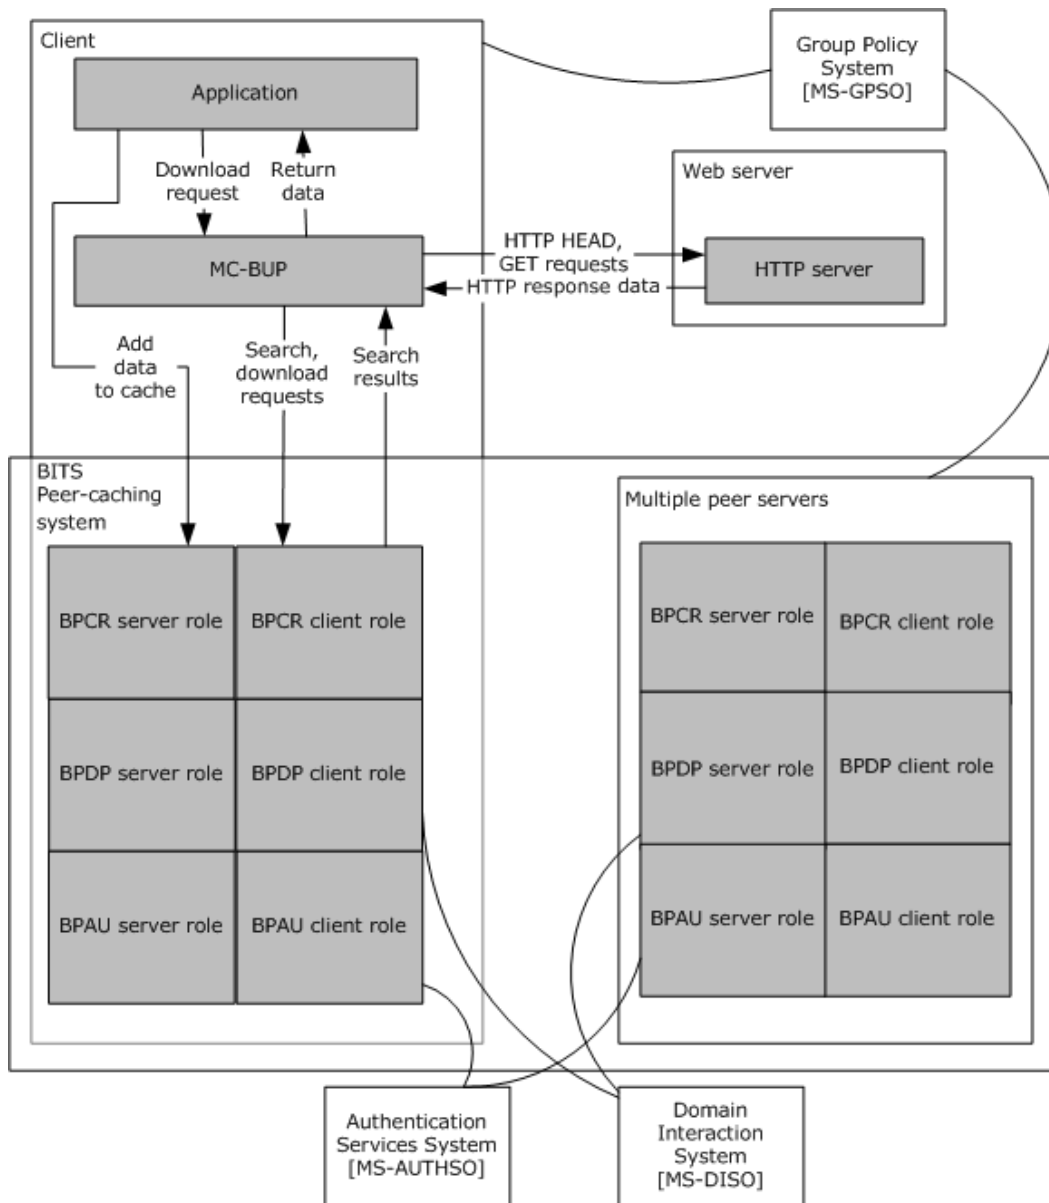 Client
Application
Download
request
Return
data
MC-BUP
Group Policy
System
[MS-GPSO]
Web server
HTTP HEAD,
GET requests
HTTP response data
HTTP server
Add
data
to cache
Search,
download
requests
Search
results
BITS
Peer-caching
system
BPCR server role
BPCR client role
BPDP server role
BPDP client role
BPAU server role
BPAU client role
Multiple peer servers
BPCR server role
BPCR client role
BPDP server role
BPDP client role
BPAU server role
BPAU client role
Authentication
Services System
[MS-AUTHSO]
Domain
Interaction
System
[MS-DISO]